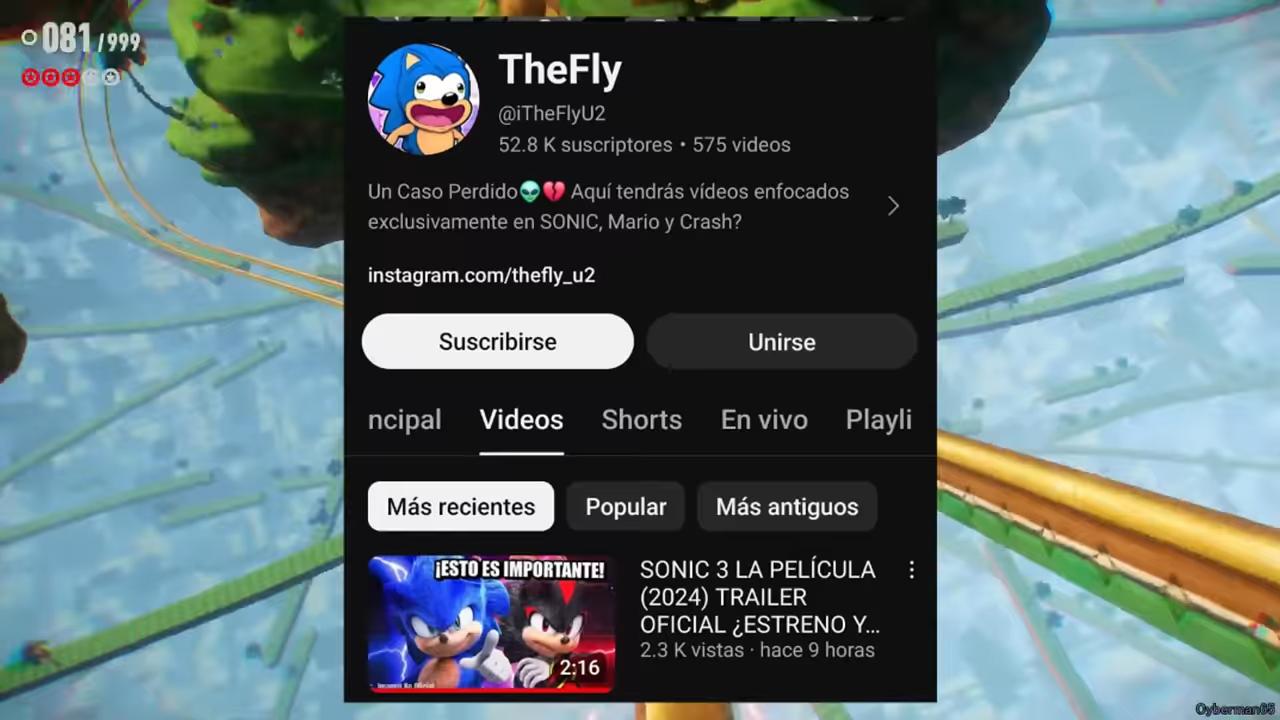 081/999
TheFly
@iTheFlyU2
52.8 K suscriptores • 575 videos
Un Caso Perdido👽💔 Aquí tendrás vídeos enfocados
exclusivamente en SONIC, Mario y Crash?
instagram.com/thefly_u2
Suscribirse
Unirse
ncipal
Videos
Shorts
En vivo
Playli
Más recientes
Popular
Más antiguos
¡ESTO ES IMPORTANTE!
2:16
SONIC 3 LA PELÍCULA
(2024) TRAILER
OFICIAL ¿ESTRENO Y...
2.3 K vistas · hace 9 horas